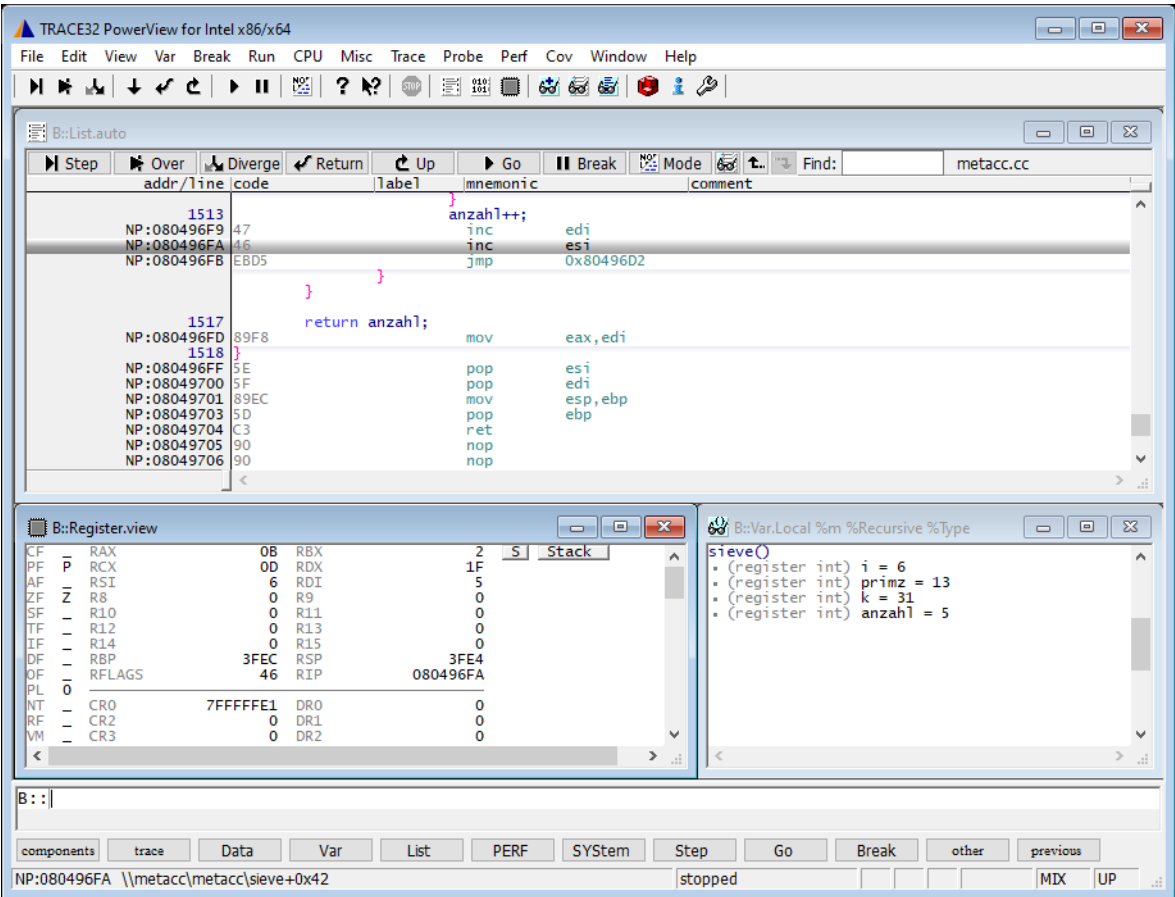 TRACE32 PowerView for Intel x86/x64
File Edit View Var Break Run CPU Misc Trace Probe Perf Cov Window Help
B::List.auto
Step Over Diverge Return Up Go Break Mode Find: metacc.cc
addr/line code label mnemonic comment
}
1513 anzahl++;
NP:080496F9 47 inc edi
NP:080496FA 46 inc esi
NP:080496FB EBD5 jmp 0x80496D2
}
}
1517 return anzahl;
NP:080496FD 89F8 mov eax,edi
1518 }
NP:080496FF 5E pop esi
NP:08049700 5F pop edi
NP:08049701 89EC mov esp,ebp
NP:08049703 5D pop ebp
NP:08049704 C3 ret
NP:08049705 90 nop
NP:08049706 90 nop
B::Register.view
CF _ RAX 0B RBX 2 S Stack
PF P RCX 0D RDX 1F
AF _ RSI 6 RDI 5
ZF Z R8 0 R9 0
SF _ R10 0 R11 0
TF _ R12 0 R13 0
IF _ R14 0 R15 0
DF _ RBP 3FEC RSP 3FE4
OF _ RFLAGS 46 RIP 080496FA
PL 0
NT _ CR0 7FFFFFE1 DR0 0
RF _ CR2 0 DR1 0
VM _ CR3 0 DR2 0
B::Var.Local %m %Recursive %Type
sieve()
(register int) i = 6
(register int) primz = 13
(register int) k = 31
(register int) anzahl = 5
B::
components trace Data Var List PERF SYStem Step Go Break other previous
NP:080496FA \\metacc\metacc\sieve+0x42 stopped MIX UP